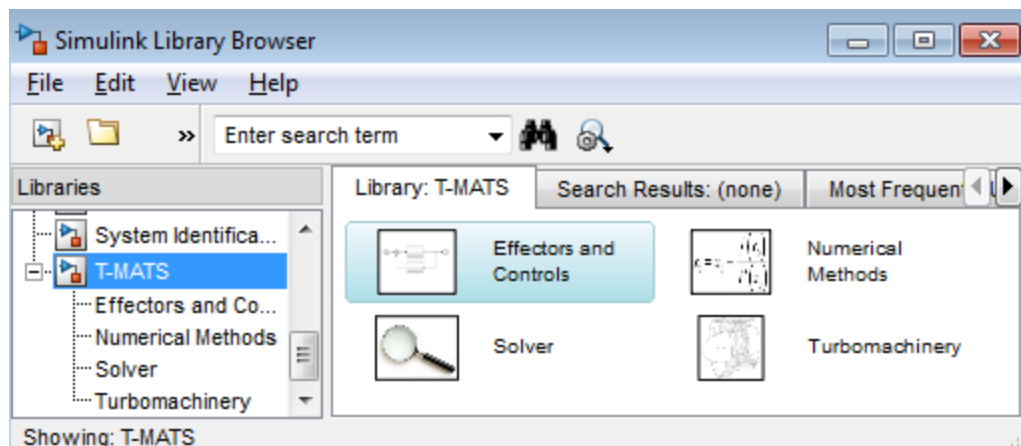 Simulink Library Browser
File Edit View Help
» Enter search term
Libraries
Library: T-MATS Search Results: (none) Most Frequen
System Identifica...
T-MATS
Effectors and Co...
Numerical Methods
Solver
Turbomachinery
Effectors and
Controls
Numerical
Methods
Solver
Turbomachinery
Showing: T-MATS